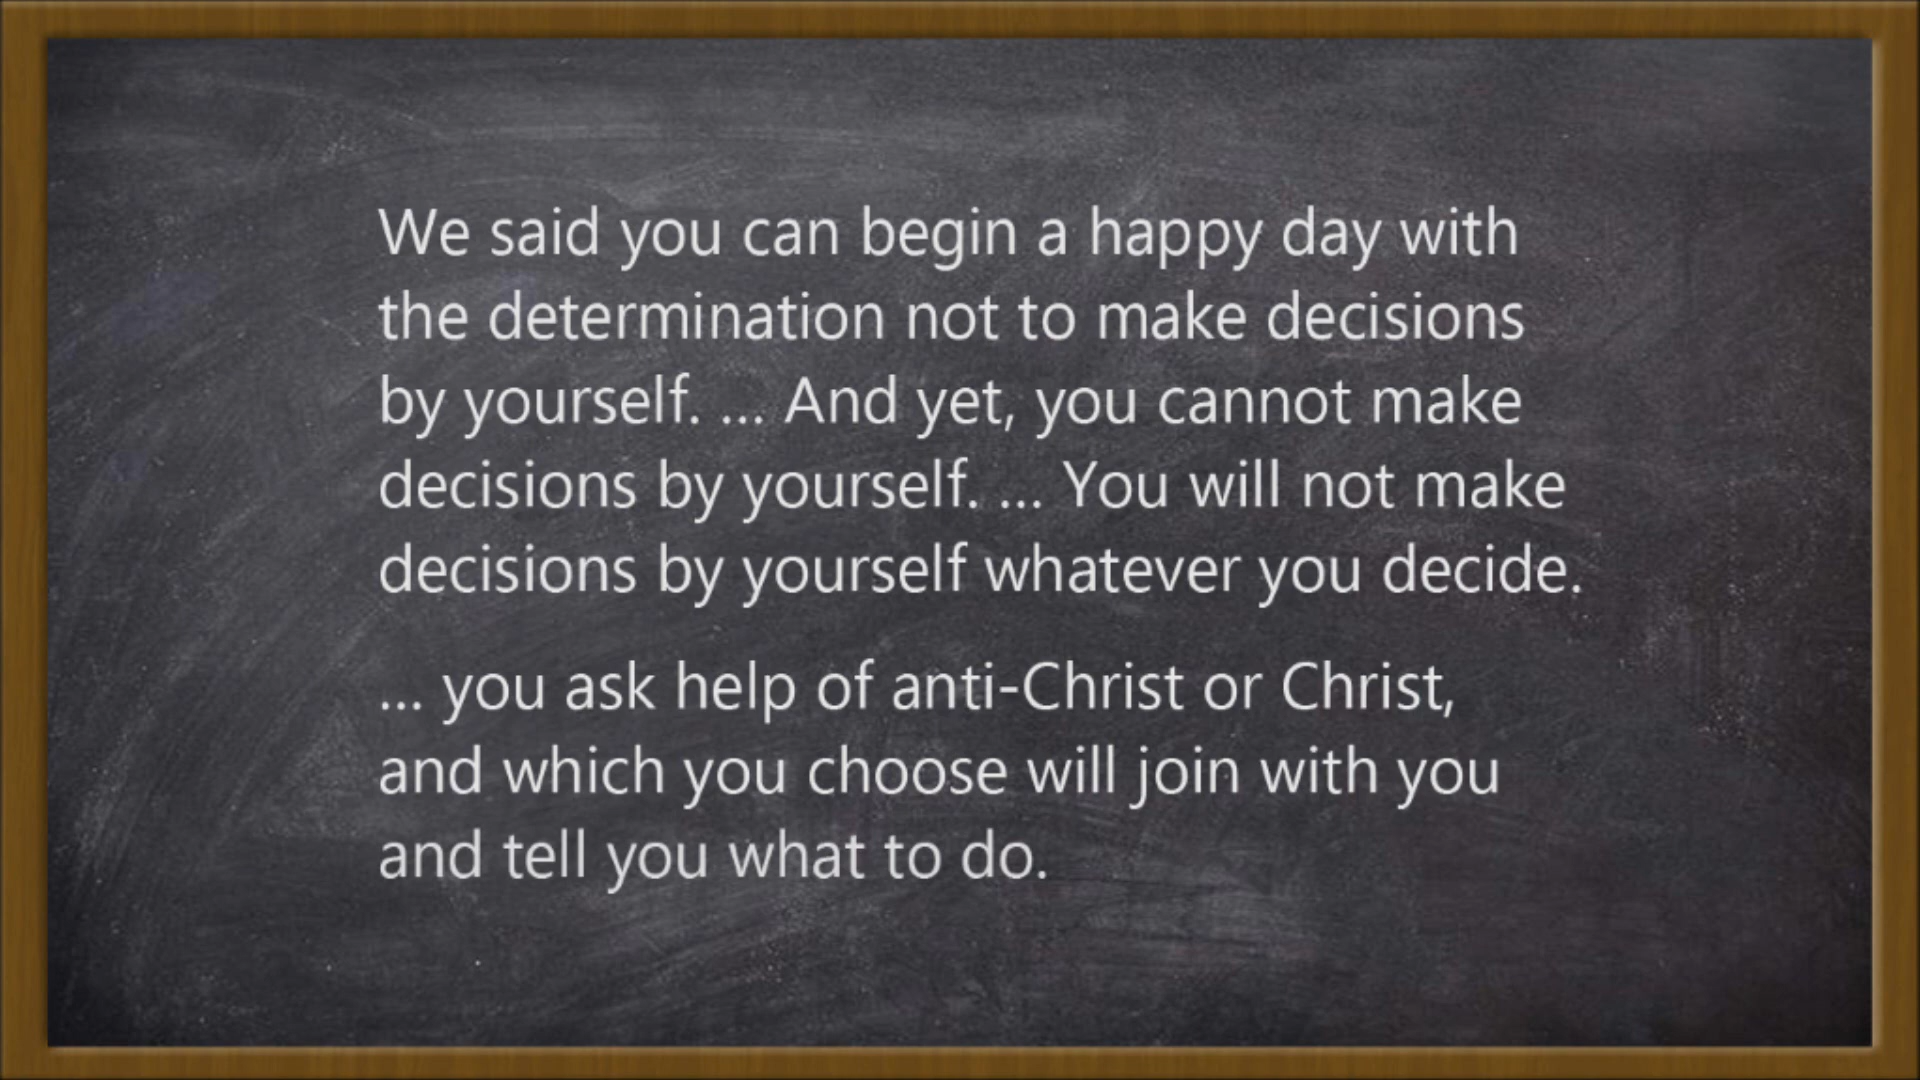 We said you can begin a happy day with
the determination not to make decisions
by yourself. ... And yet, you cannot make
decisions by yourself. ... You will not make
decisions by yourself whatever you decide.
... you ask help of anti-Christ or Christ,
and which you choose will join with you
and tell you what to do.